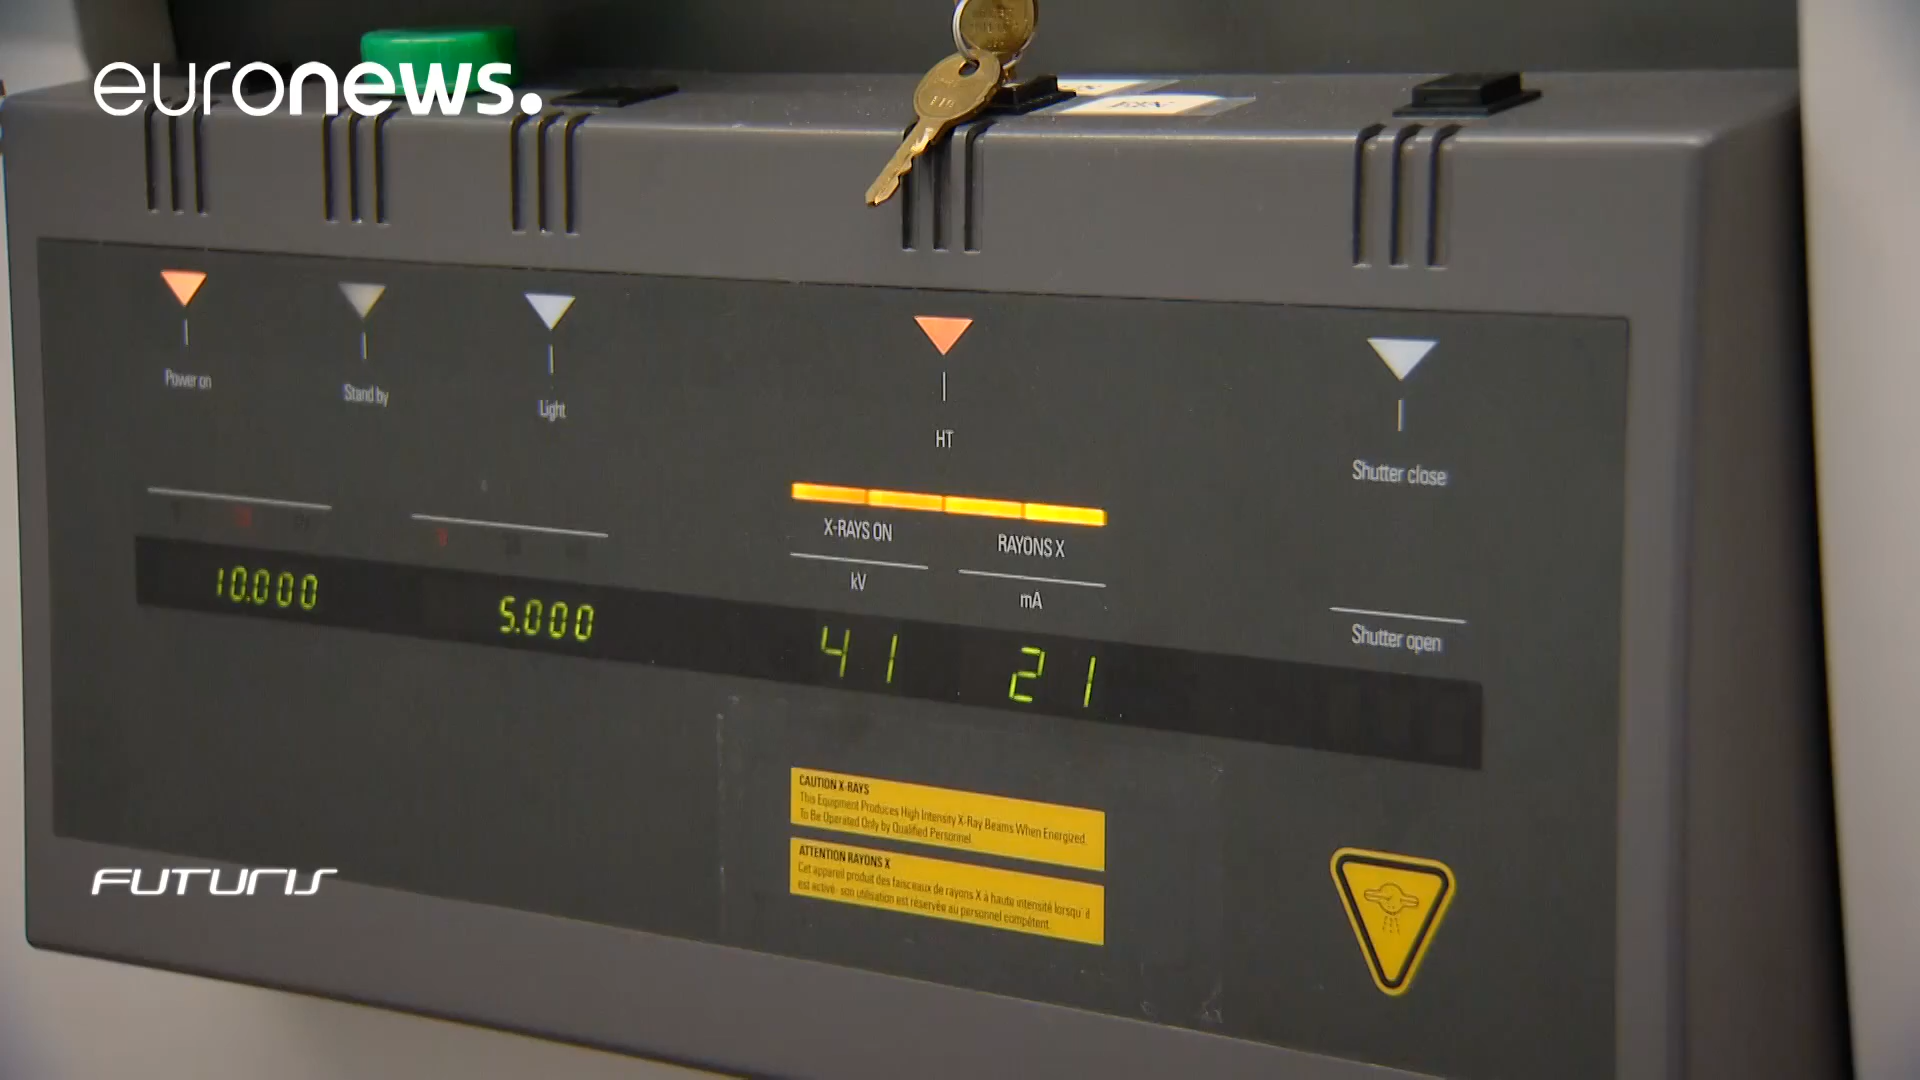 euronews.
Power on
Stand by
Light
HT
Shutter close
X-RAYS ON
RAYONS X
kV
mA
Shutter open
10.000
5.000
41
21
CAUTION X-RAYS
This Equipment Produces High Intensity X-Ray Beams When Energized.
To Be Operated Only by Qualified Personnel.
ATTENTION RAYONS X
Cet appareil produit des faisceaux de rayons X à haute intensité lorsqu'il
est activé- son utilisation est réservée au personnel compétent.
FUTURIS